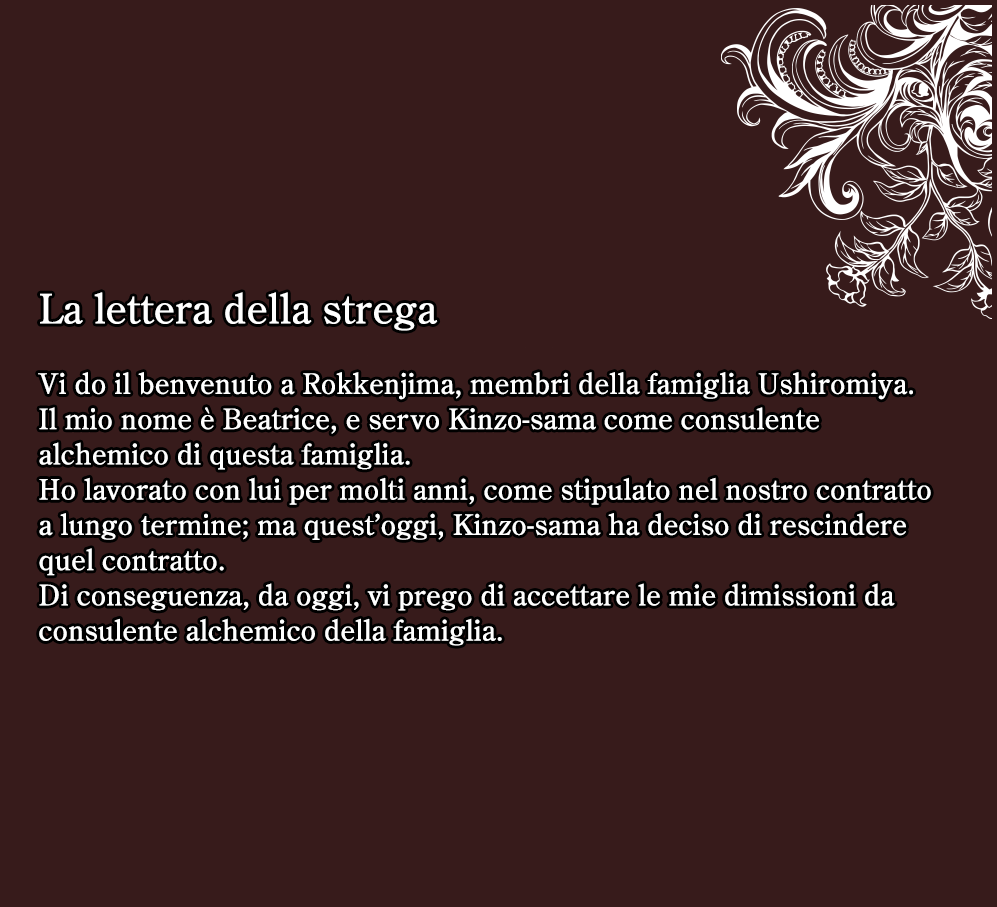 La lettera della strega
Vi do il benvenuto a Rokkenjima, membri della famiglia Ushiromiya.
Il mio nome è Beatrice, e servo Kinzo-sama come consulente
alchemico di questa famiglia.
Ho lavorato con lui per molti anni, come stipulato nel nostro contratto
a lungo termine; ma quest’oggi, Kinzo-sama ha deciso di rescindere
quel contratto.
Di conseguenza, da oggi, vi prego di accettare le mie dimissioni da
consulente alchemico della famiglia.